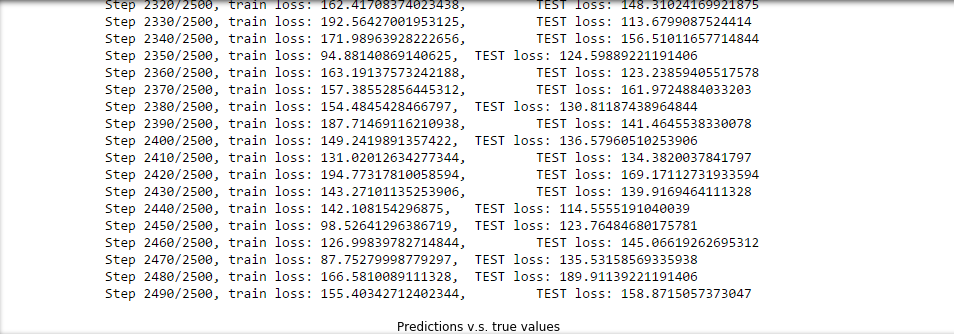 Step 2320/2500, train loss: 162.41708374023438, TEST loss: 148.31024169921875
Step 2330/2500, train loss: 192.56427001953125, TEST loss: 113.6799087524414
Step 2340/2500, train loss: 171.98963928222656, TEST loss: 156.51011657714844
Step 2350/2500, train loss: 94.88140869140625, TEST loss: 124.59889221191406
Step 2360/2500, train loss: 163.19137573242188, TEST loss: 123.23859405517578
Step 2370/2500, train loss: 157.38552856445312, TEST loss: 161.9724884033203
Step 2380/2500, train loss: 154.4845428466797, TEST loss: 130.81187438964844
Step 2390/2500, train loss: 187.71469116210938, TEST loss: 141.4645538330078
Step 2400/2500, train loss: 149.2419891357422, TEST loss: 136.57960510253906
Step 2410/2500, train loss: 131.02012634277344, TEST loss: 134.3820037841797
Step 2420/2500, train loss: 194.77317810058594, TEST loss: 169.17112731933594
Step 2430/2500, train loss: 143.27101135253906, TEST loss: 139.9169464111328
Step 2440/2500, train loss: 142.108154296875, TEST loss: 114.5555191040039
Step 2450/2500, train loss: 98.52641296386719, TEST loss: 123.76484680175781
Step 2460/2500, train loss: 126.99839782714844, TEST loss: 145.06619262695312
Step 2470/2500, train loss: 87.75279998779297, TEST loss: 135.53158569335938
Step 2480/2500, train loss: 166.5810089111328, TEST loss: 189.91139221191406
Step 2490/2500, train loss: 155.40342712402344, TEST loss: 158.8715057373047
Predictions v.s. true values